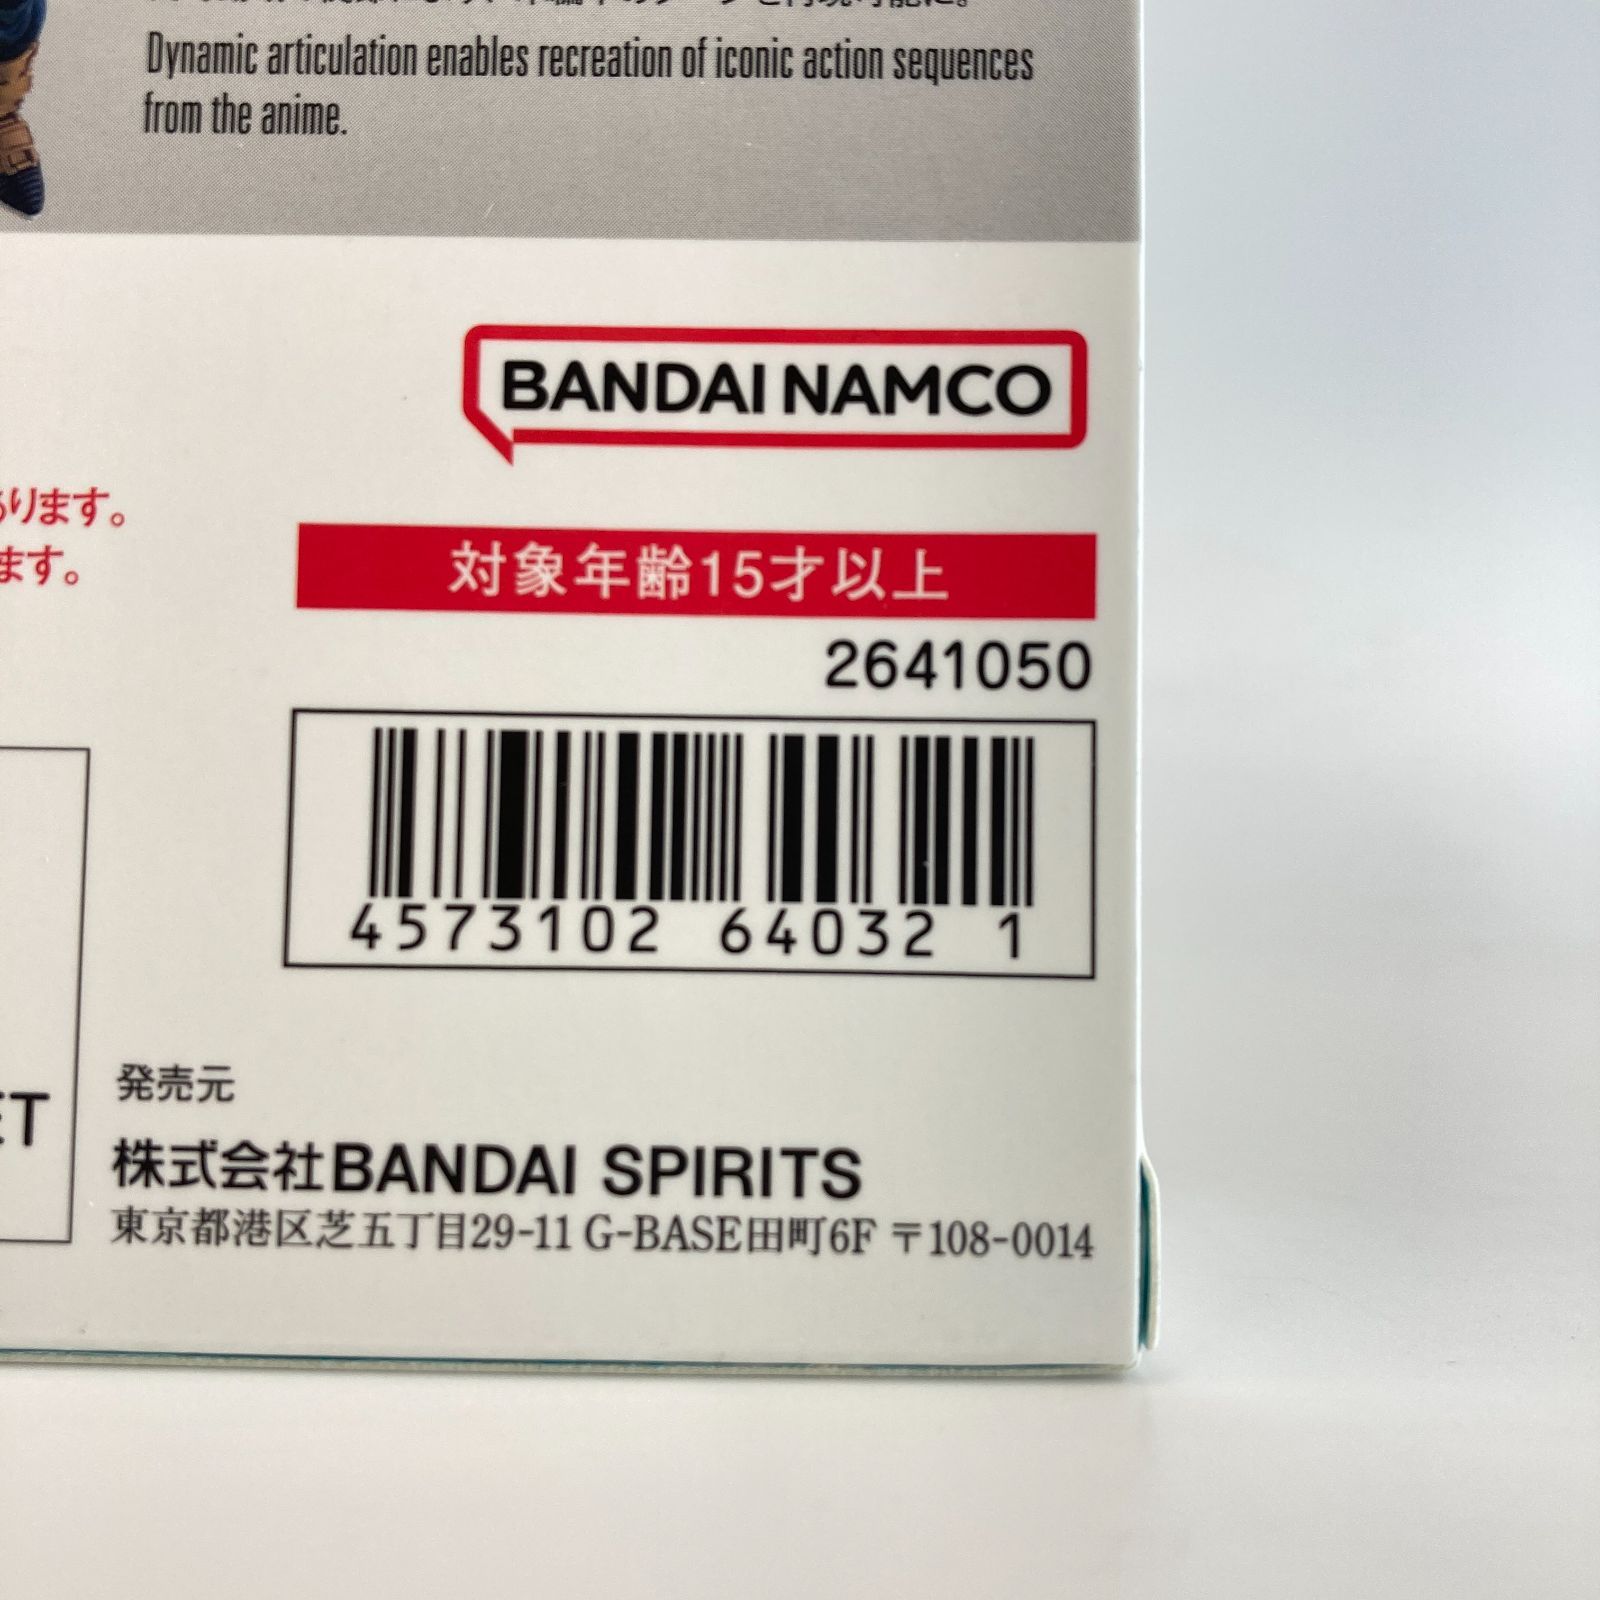 Dynamic articulation enables recreation of iconic action sequences
from the anime.
BANDAI NAMCO
あります。
ます。
対象年齢15才以上
2641050
4573102 64032 1
ET
発売元
株式会社BANDAI SPIRITS
東京都港区芝五丁目29-11 G-BASE田町6F 〒108-0014